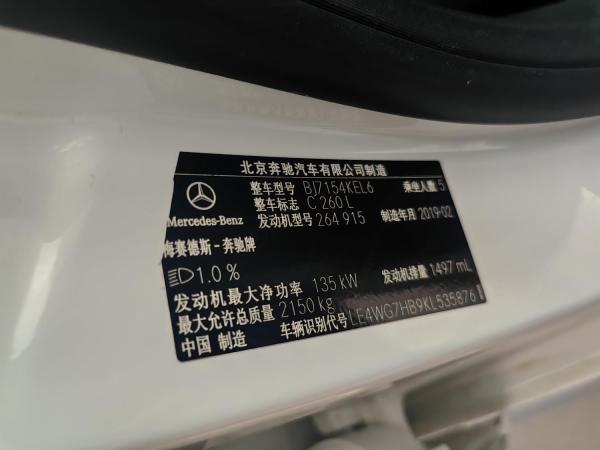 北京奔驰汽车有限公司制造
Mercedes-Benz
整车型号 BJ7154KEL6 乘坐人数 5
整车标志 C 260 L
发动机型号 264 915 制造年月 2019-02
梅赛德斯-奔驰牌
1.0 %
发动机最大净功率 135 kW 发动机排量 1497 mL
最大允许总质量 2150 kg
中国 制造 车辆识别代号 LE4WG7HB9KL535876